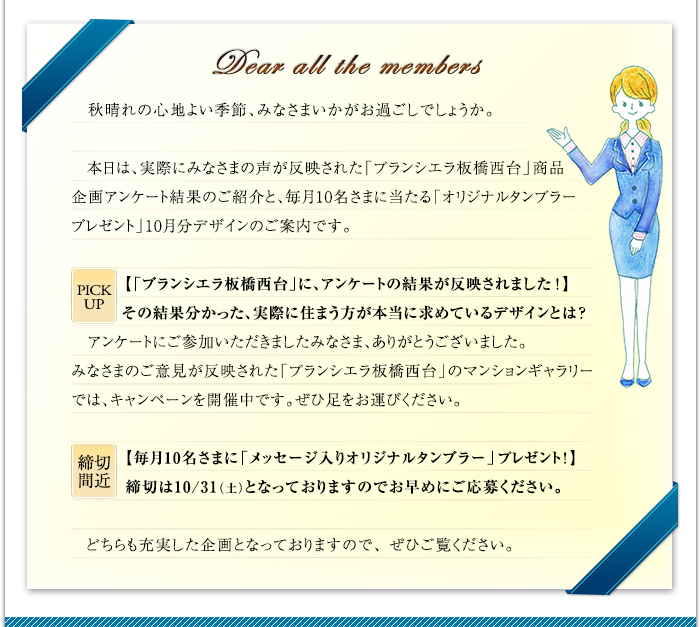 Dear all the members
秋晴れの心地よい季節、みなさまいかがお過ごしでしょうか。
本日は、実際にみなさまの声が反映された「ブランシエラ板橋西台」商品
企画アンケート結果のご紹介と、毎月10名さまに当たる「オリジナルタンブラー
プレゼント」10月分デザインのご案内です。
PICK UP
【「ブランシエラ板橋西台」に、アンケートの結果が反映されました！】
その結果分かった、実際に住まう方が本当に求めているデザインとは？
アンケートにご参加いただきましたみなさま、ありがとうございました。
みなさまのご意見が反映された「ブランシエラ板橋西台」のマンションギャラリー
では、キャンペーンを開催中です。ぜひ足をお運びください。
締切間近
【毎月10名さまに「メッセージ入りオリジナルタンブラー」プレゼント！】
締切は10/31(土)となっておりますのでお早めにご応募ください。
どちらも充実した企画となっておりますので、ぜひご覧ください。